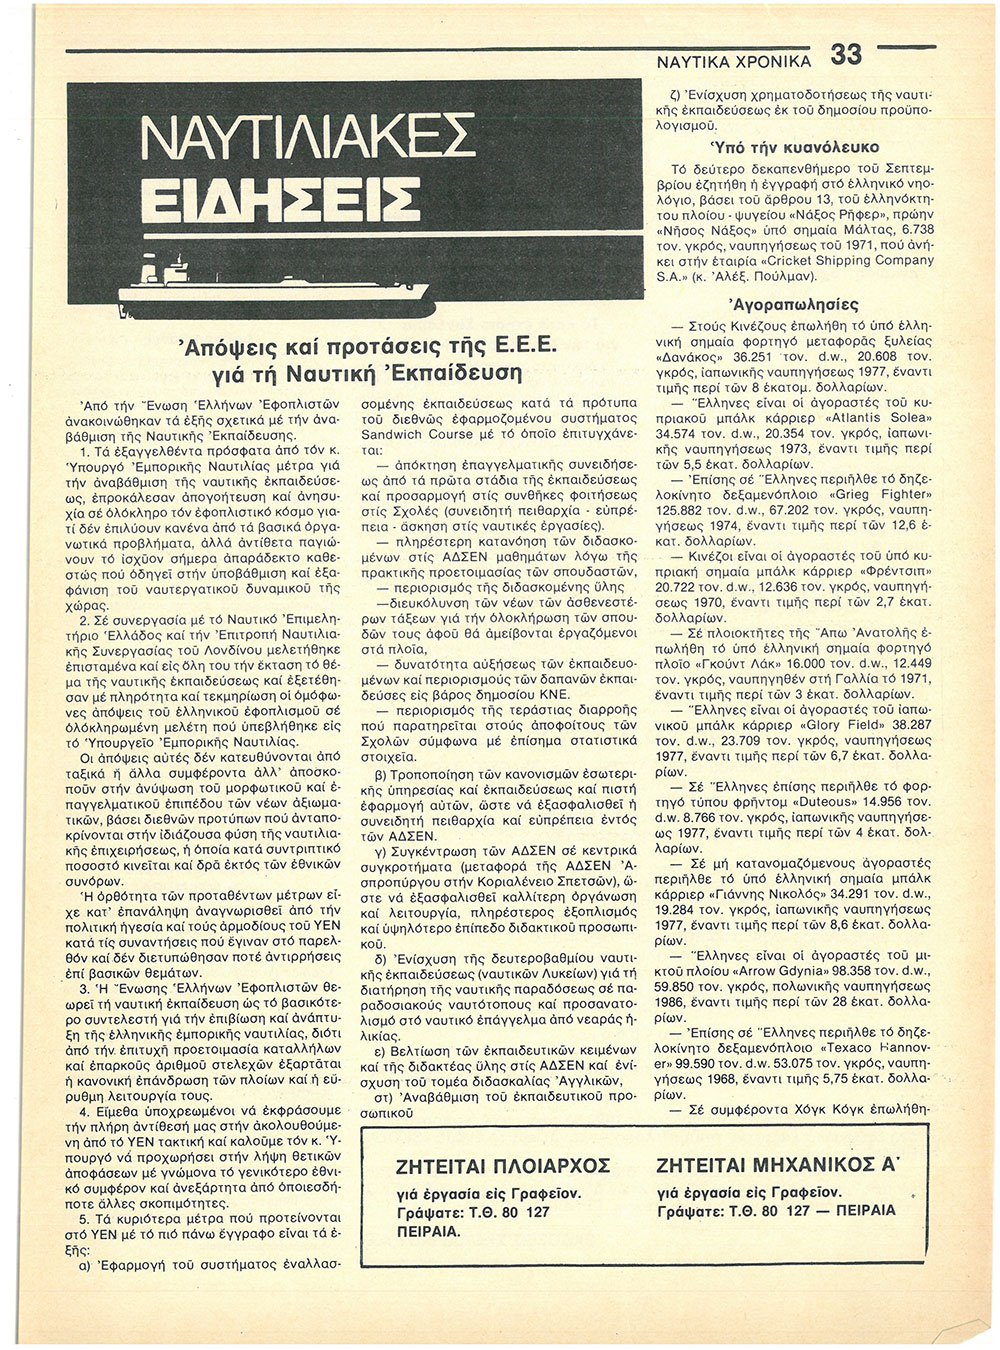 ΝΑΥΤΙΚΑ ΧΡΟΝΙΚΑ 33
ΝΑΥΤΙΛΙΑΚΕΣ
ΕΙΔΗΣΕΙΣ
Ἀπόψεις καί προτάσεις τῆς Ε.Ε.Ε.
γιά τή Ναυτική Ἐκπαίδευση
Ἀπό τήν Ἕνωση Ἑλλήνων Ἐφοπλιστῶν
ἀνακοινώθηκαν τά ἑξῆς σχετικά μέ τήν ἀνα-
βάθμιση τῆς Ναυτικῆς Ἐκπαίδευσης.
1. Τά ἐξαγγελθέντα πρόσφατα ἀπό τόν κ.
Ὑπουργό Ἐμπορικῆς Ναυτιλίας μέτρα γιά
τήν ἀναβάθμιση τῆς ναυτικῆς ἐκπαιδεύσε-
ως, ἐπροκάλεσαν ἀπογοήτευση καί ἀνησυ-
χία σέ ὁλόκληρο τόν ἐφοπλιστικό κόσμο για-
τί δέν ἐπιλύουν κανένα ἀπό τά βασικά ὀργα-
νωτικά προβλήματα, ἀλλά ἀντίθετα παγιώ-
νουν τό ἰσχῦον σήμερα ἀπαράδεκτο καθε-
στώς πού ὁδηγεῖ στήν ὑποβάθμιση καί ἐξα-
φάνιση τοῦ ναυτεργατικοῦ δυναμικοῦ τῆς
χώρας.
2. Σέ συνεργασία μέ τό Ναυτικό Ἐπιμελη-
τήριο Ἑλλάδος καί τήν Ἐπιτροπή Ναυτιλια-
κῆς Συνεργασίας τοῦ Λονδίνου μελετήθηκε
ἐπισταμένα καί εἰς ὅλη του τήν ἔκταση τό θέ-
μα τῆς ναυτικῆς ἐκπαιδεύσεως καί ἐξετέθη-
σαν μέ πληρότητα καί τεκμηρίωση οἱ ὁμόφω-
νες ἀπόψεις τοῦ ἑλληνικοῦ ἐφοπλισμοῦ σέ
ὁλόκληρωμένη μελέτη πού ὑπεβλήθηκε εἰς
τό Ὑπουργεῖο Ἐμπορικῆς Ναυτιλίας.
Οἱ ἀπόψεις αὐτές δέν κατευθύνονται ἀπό
ταξικά ἤ ἄλλα συμφέροντα ἀλλ' ἀποσκο-
ποῦν στήν ἀνύψωση τοῦ μορφωτικοῦ καί ἐ-
παγγελματικοῦ ἐπιπέδου τῶν νέων ἀξιωμα-
τικῶν, βάσει διεθνῶν προτύπων πού ἀνταπο-
κρίνονται στήν ἰδιάζουσα φύση τῆς ναυτιλια-
κῆς ἐπιχειρήσεως, ἡ ὁποία κατά συντριπτικό
ποσοστό κινεῖται καί δρᾶ ἐκτός τῶν ἐθνικῶν
συνόρων.
Ἡ ὀρθότητα τῶν προταθέντων μέτρων εἶ-
χε κατ' ἐπανάληψη ἀναγνωρισθεῖ ἀπό τήν
πολιτική ἡγεσία καί τούς ἁρμοδίους τοῦ ΥΕΝ
κατά τίς συναντήσεις πού ἔγιναν στό παρελ-
θόν καί δέν διετυπώθησαν ποτέ ἀντιρρήσεις
ἐπί βασικῶν θεμάτων.
3. Ἡ Ἕνωσης Ἑλλήνων Ἐφοπλιστῶν θε-
ωρεῖ τή ναυτική ἐκπαίδευση ὡς τό βασικότε-
ρο συντελεστή γιά τήν ἐπιβίωση καί ἀνάπτυ-
ξη τῆς ἑλληνικῆς ἐμπορικῆς ναυτιλίας, διότι
ἀπό τήν ἐπιτυχῆ προετοιμασία καταλλήλων
καί ἐπαρκοῦς ἀριθμοῦ στελεχῶν ἐξαρτᾶται
ἡ κανονική ἐπάνδρωση τῶν πλοίων καί ἡ εὔ-
ρυθμη λειτουργία τους.
4. Εἴμεθα ὑποχρεωμένοι νά ἐκφράσουμε
τήν πλήρη ἀντίθεσή μας στήν ἀκολουθούμε-
νη ἀπό τό ΥΕΝ τακτική καί καλοῦμε τόν κ. Ὑ-
πουργό νά προχωρήσει στήν λήψη θετικῶν
ἀποφάσεων μέ γνώμονα τό γενικότερο ἐθνι-
κό συμφέρον καί ἀνεξάρτητα ἀπό ὁποιεσδή-
ποτε ἄλλες σκοπιμότητες.
5. Τά κυριότερα μέτρα πού προτείνονται
στό ΥΕΝ μέ τό πιό πάνω ἔγγραφο εἶναι τά ἑ-
ξῆς:
α) Ἐφαρμογή τοῦ συστήματος ἐναλλασ-
σομένης ἐκπαιδεύσεως κατά τά πρότυπα
τοῦ διεθνῶς ἐφαρμοζομένου συστήματος
Sandwich Course μέ τό ὁποῖο ἐπιτυγχάνε-
ται:
— ἀπόκτηση ἐπαγγελματικῆς συνειδήσε-
ως ἀπό τά πρῶτα στάδια τῆς ἐκπαιδεύσεως
καί προσαρμογή στίς συνθῆκες φοιτήσεως
στίς Σχολές (συνειδητή πειθαρχία - εὐπρέ-
πεια - ἄσκηση στίς ναυτικές ἐργασίες).
— πληρέστερη κατανόηση τῶν διδασκο-
μένων στίς ΑΔΣΕΝ μαθημάτων λόγω τῆς
πρακτικῆς προετοιμασίας τῶν σπουδαστῶν,
— περιορισμός τῆς διδασκομένης ὕλης
—διευκόλυνση τῶν νέων τῶν ἀσθενεστέ-
ρων τάξεων γιά τήν ὁλοκλήρωση τῶν σπου-
δῶν τους ἀφοῦ θά ἀμείβονται ἐργαζόμενοι
στά πλοῖα,
— δυνατότητα αὐξήσεως τῶν ἐκπαιδευο-
μένων καί περιορισμούς τῶν δαπανῶν ἐκπαι-
δεύσες εἰς βάρος δημοσίου ΚΝΕ.
— περιορισμός τῆς τεράστιας διαρροῆς
πού παρατηρεῖται στούς ἀποφοίτους τῶν
Σχολῶν σύμφωνα μέ ἐπίσημα στατιστικά
στοιχεῖα.
β) Τροποποίηση τῶν κανονισμῶν ἐσωτερι-
κῆς ὑπηρεσίας καί ἐκπαιδεύσεως καί πιστή
ἐφαρμογή αὐτῶν, ὥστε νά ἐξασφαλισθεῖ ἡ
συνειδητή πειθαρχία καί εὐπρέπεια ἐντός
τῶν ΑΔΣΕΝ.
γ) Συγκέντρωση τῶν ΑΔΣΕΝ σέ κεντρικά
συγκροτήματα (μεταφορά τῆς ΑΔΣΕΝ Ἀ-
σπροπύργου στήν Κοριαλένειο Σπετσῶν), ὥ-
στε νά ἐξασφαλισθεῖ καλλίτερη ὀργάνωση
καί λειτουργία, πληρέστερος ἐξοπλισμός
καί ὑψηλότερο ἐπίπεδο διδακτικοῦ προσωπι-
κοῦ.
δ) Ἐνίσχυση τῆς δευτεροβαθμίου ναυτι-
κῆς ἐκπαιδεύσεως (ναυτικῶν Λυκείων) γιά τή
διατήρηση τῆς ναυτικῆς παραδόσεως σέ πα-
ραδοσιακούς ναυτότοπους καί προσανατο-
λισμό στό ναυτικό ἐπάγγελμα ἀπό νεαράς ἡ-
λικίας.
ε) Βελτίωση τῶν ἐκπαιδευτικῶν κειμένων
καί τῆς διδακτέας ὕλης στίς ΑΔΣΕΝ καί ἐνί-
σχυση τοῦ τομέα διδασκαλίας Ἀγγλικῶν,
στ) Ἀναβάθμιση τοῦ ἐκπαιδευτικοῦ προ-
σωπικοῦ
ζ) Ἐνίσχυση χρηματοδοτήσεως τῆς ναυτι-
κῆς ἐκπαιδεύσεως ἐκ τοῦ δημοσίου προϋπο-
λογισμοῦ.
Ὑπό τήν κυανόλευκο
Τό δεύτερο δεκαπενθήμερο τοῦ Σεπτεμ-
βρίου ἐζητήθη ἡ ἐγγραφή στό ἑλληνικό νηο-
λόγιο, βάσει τοῦ ἄρθρου 13, τοῦ ἑλληνόκτη-
του πλοίου - ψυγείου «Νάξος Ρῆφερ», πρώην
«Νῆσος Νάξος» ὑπό σημαία Μάλτας, 6.738
τον. γκρός, ναυπηγήσεως τοῦ 1971, πού ἀνή-
κει στήν ἑταιρία «Cricket Shipping Company
S.A.» (κ. Ἀλέξ. Πούλμαν).
Ἀγοραπωλησίες
— Στούς Κινέζους ἐπωλήθη τό ὑπό ἑλλη-
νική σημαία φορτηγό μεταφορᾶς ξυλείας
«Δανάκος» 36.251 τον. d.w., 20.608 τον.
γκρός, ἰαπωνικῆς ναυπηγήσεως 1977, ἔναντι
τιμῆς περί τῶν 8 ἑκατομ. δολλαρίων.
— Ἕλληνες εἶναι οἱ ἀγοραστές τοῦ κυ-
πριακοῦ μπάλκ κάρριερ «Atlantis Solea»
34.574 τον. d.w., 20.354 τον. γκρός, ἰαπωνι-
κῆς ναυπηγήσεως 1973, ἔναντι τιμῆς περί
τῶν 5,5 ἑκατ. δολλαρίων.
— Ἐπίσης σέ Ἕλληνες περιῆλθε τό δηζε-
λοκίνητο δεξαμενόπλοιο «Grieg Fighter»
125.882 τον. d.w., 67.202 τον. γκρός, ναυπη-
γήσεως 1974, ἔναντι τιμῆς περί τῶν 12,6 ἑ-
κατ. δολλαρίων.
— Κινέζοι εἶναι οἱ ἀγοραστές τοῦ ὑπό κυ-
πριακή σημαία μπάλκ κάρριερ «Φρέντσιπ»
20.722 τον. d.w., 12.636 τον. γκρός, ναυπηγή-
σεως 1970, ἔναντι τιμῆς περί τῶν 2,7 ἑκατ.
δολλαρίων.
— Σέ πλοιοκτῆτες τῆς Ἄπω Ἀνατολῆς ἐ-
πωλήθη τό ὑπό ἑλληνική σημαία φορτηγό
πλοῖο «Γκούντ Λάκ» 16.000 τον. d.w., 12.449
τον. γκρός, ναυπηγηθέν στή Γαλλία τό 1971,
ἔναντι τιμῆς περί τῶν 3 ἑκατ. δολλαρίων.
— Ἕλληνες εἶναι οἱ ἀγοραστές τοῦ ἰαπω-
νικοῦ μπάλκ κάρριερ «Glory Field» 38.287
τον. d.w., 23.709 τον. γκρός, ναυπηγήσεως
1977, ἔναντι τιμῆς περί τῶν 6,7 ἑκατ. δολλα-
ρίων.
— Σέ Ἕλληνες ἐπίσης περιῆλθε τό φορ-
τηγό τύπου φρῆντομ «Duteous» 14.956 τον.
d.w. 8.766 τον. γκρός, ἰαπωνικῆς ναυπηγήσε-
ως 1977, ἔναντι τιμῆς περί τῶν 4 ἑκατ. δολ-
λαρίων.
— Σέ μή κατανομαζόμενους ἀγοραστές
περιῆλθε τό ὑπό ἑλληνική σημαία μπάλκ
κάρριερ «Γιάννης Νικολός» 34.291 τον. d.w.,
19.284 τον. γκρός, ἰαπωνικῆς ναυπηγήσεως
1977, ἔναντι τιμῆς περί τῶν 8,6 ἑκατ. δολλα-
ρίων.
— Ἕλληνες εἶναι οἱ ἀγοραστές τοῦ μι-
κτοῦ πλοίου «Arrow Gdynia» 98.358 τον. d.w.,
59.850 τον. γκρός, πολωνικῆς ναυπηγήσεως
1986, ἔναντι τιμῆς περί τῶν 28 ἑκατ. δολλα-
ρίων.
— Ἐπίσης σέ Ἕλληνες περιῆλθε τό δηζε-
λοκίνητο δεξαμενόπλοιο «Texaco Hannov-
er» 99.590 τον. d.w. 53.075 τον. γκρός, ναυπη-
γήσεως 1968, ἔναντι τιμῆς 5,75 ἑκατ. δολλα-
ρίων.
— Σέ συμφέροντα Χόγκ Κόγκ ἐπωλήθη-
ΖΗΤΕΙΤΑΙ ΠΛΟΙΑΡΧΟΣ
γιά ἐργασία εἰς Γραφεῖον.
Γράψατε: Τ.Θ. 80 127
ΠΕΙΡΑΙΑ.
ΖΗΤΕΙΤΑΙ ΜΗΧΑΝΙΚΟΣ Α΄
γιά ἐργασία εἰς Γραφεῖον.
Γράψατε: Τ.Θ. 80 127 — ΠΕΙΡΑΙΑ